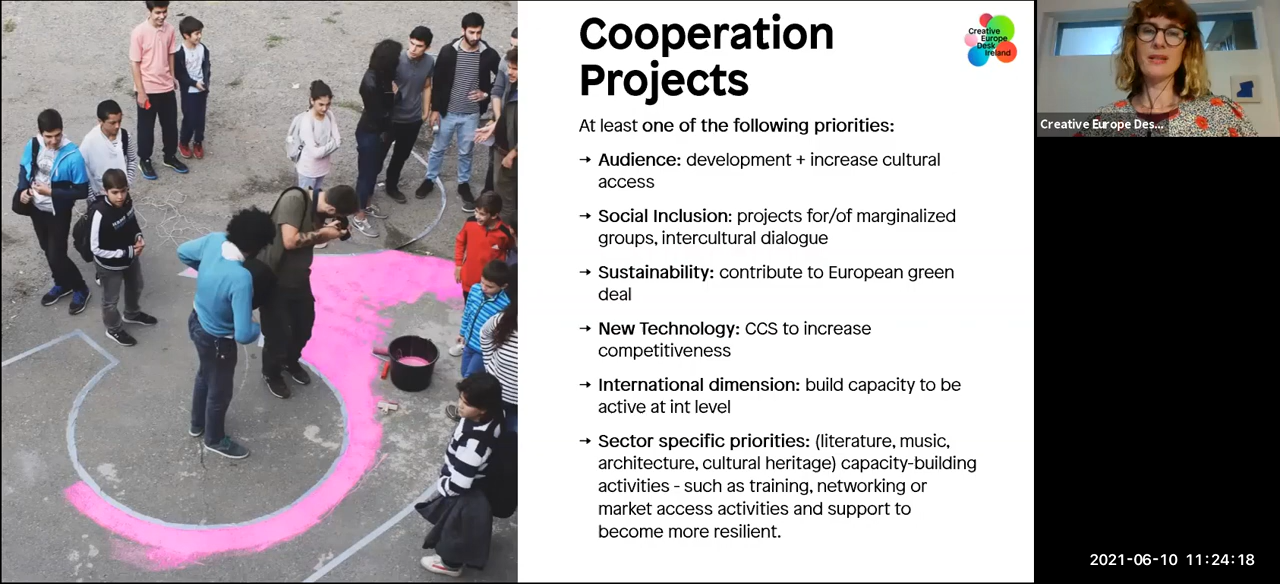 Cooperation
Projects
Creative
Europe
Desk
Ireland
At least one of the following priorities:
→ Audience: development + increase cultural
access
→ Social Inclusion: projects for/of marginalized
groups, intercultural dialogue
→ Sustainability: contribute to European green
deal
→ New Technology: CCS to increase
competitiveness
→ International dimension: build capacity to be
active at int level
→ Sector specific priorities: (literature, music,
architecture, cultural heritage) capacity-building
activities - such as training, networking or
market access activities and support to
become more resilient.
Creative Europe Des...
2021-06-10 11:24:18